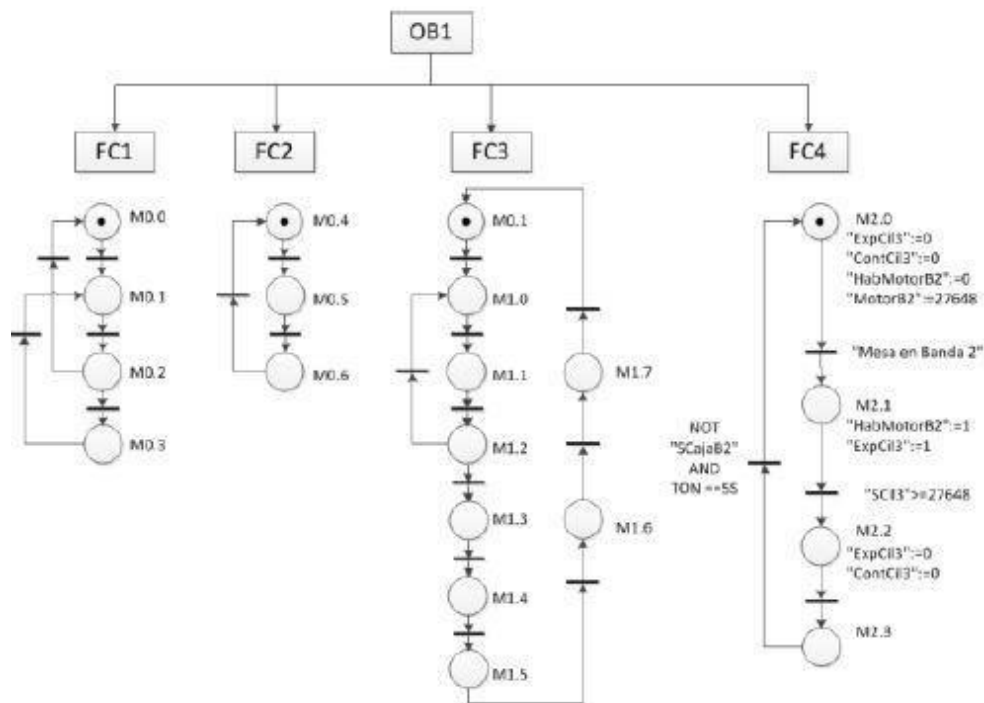 OB1
FC1
FC2
FC3
FC4
M0.0
M0.1
M0.2
M0.3
M0.4
M0.5
M0.6
M0.1
M1.0
M1.1
M1.2
M1.3
M1.4
M1.5
M1.7
M1.6
NOT
"SCajaB2"
AND
TON ==5S
M2.0
"ExpCil3":=0
"ContCil3":=0
"HabMotorB2":=0
"MotorB2":=27648
"Mesa en Banda 2"
M2.1
"HabMotorB2":=1
"ExpCil3":=1
"SCil3">=27648
M2.2
"ExpCil3":=0
"ContCil3":=0
M2.3